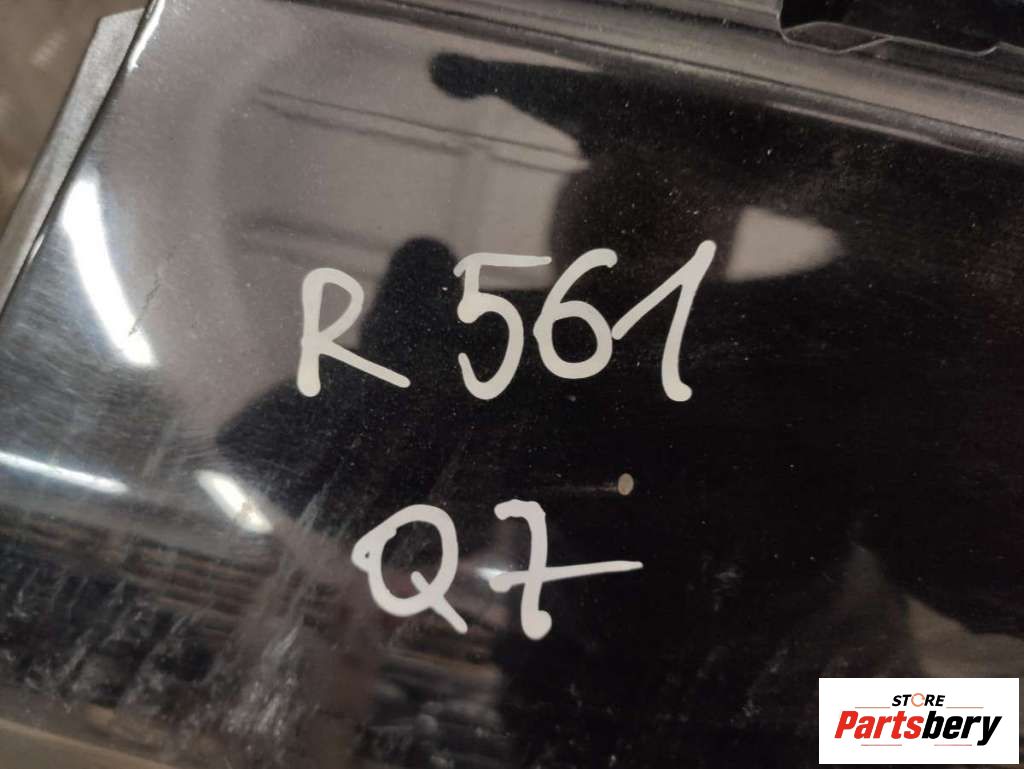 R 561
Q7
STORE
Partsbery